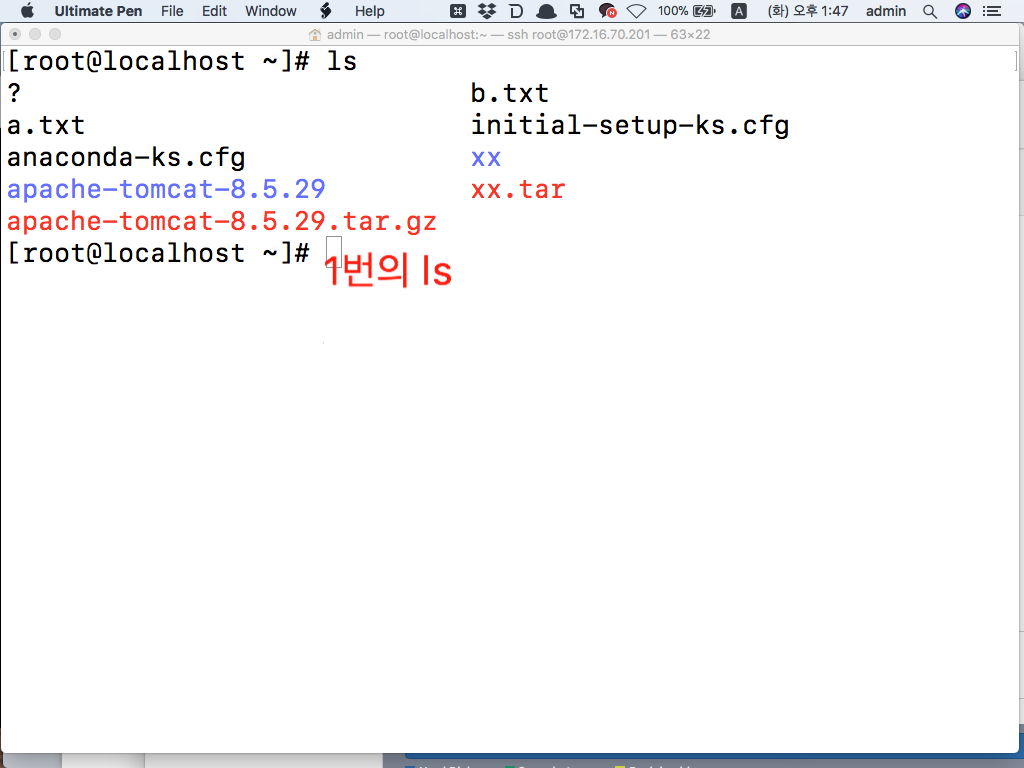 Ultimate Pen File Edit Window Help 100% A (화) 오후 1:47 admin
admin — root@localhost:~ — ssh root@172.16.70.201 — 63×22
[root@localhost ~]# ls
? b.txt
a.txt initial-setup-ks.cfg
anaconda-ks.cfg xx
apache-tomcat-8.5.29 xx.tar
apache-tomcat-8.5.29.tar.gz
[root@localhost ~]#
1번의 ls